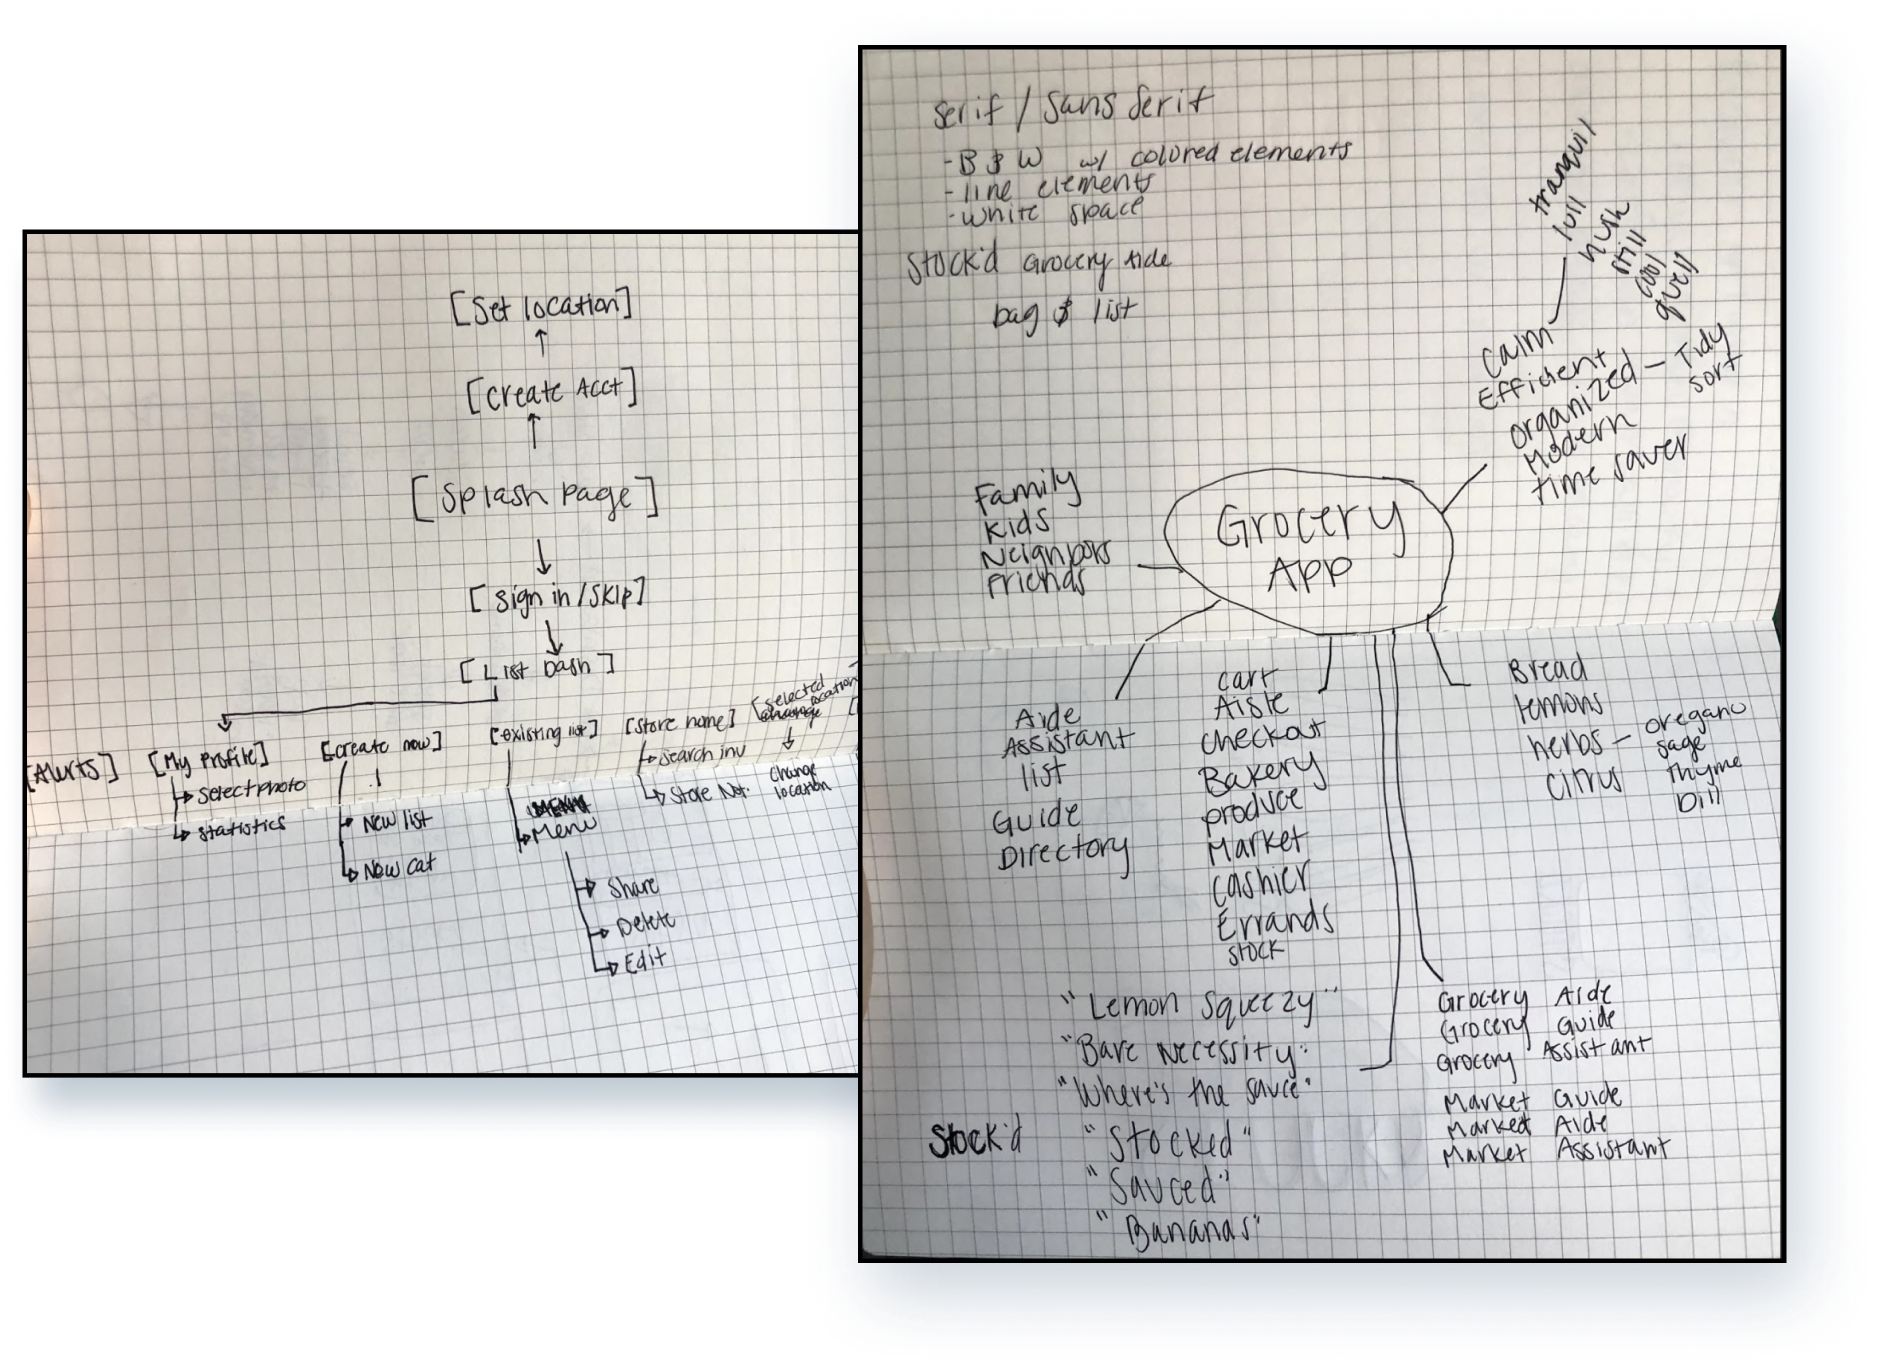 [Set location]
[Create Acct]
[Splash Page]
[Sign in / Skip]
[List Dash]
[Alerts]
[My Profile]
Select photo
Statistics
[Create new]
New list
New cat
[existing list]
Menu
Share
Delete
Edit
[Store name]
Search inv
Store Not.
[Selected
location
Change
location
Serif / Sans Serif
- B & W w/ colored elements
- line elements
- White space
Stock'd Grocery Aide
bag & list
tranquil
lull
hush
still
cool
quell
Calm
Efficient
Organized - Tidy
sort
Modern
time saver
Family
Kids
Neighbors
Friends
Grocery
App
Aide
Assistant
list
Guide
Directory
Cart
Aisle
Checkout
Bakery
produce
Market
Cashier
Errands
Stock
Bread
lemons
herbs - oregano
sage
Thyme
Dill
Citrus
"Lemon Squeezy"
"Bare Necessity"
"Where's the sauce"
Stock'd
"Stocked"
"Sauced"
"Bananas"
Grocery Aide
Grocery Guide
Grocery Assistant
Market Guide
Market Aide
Market Assistant